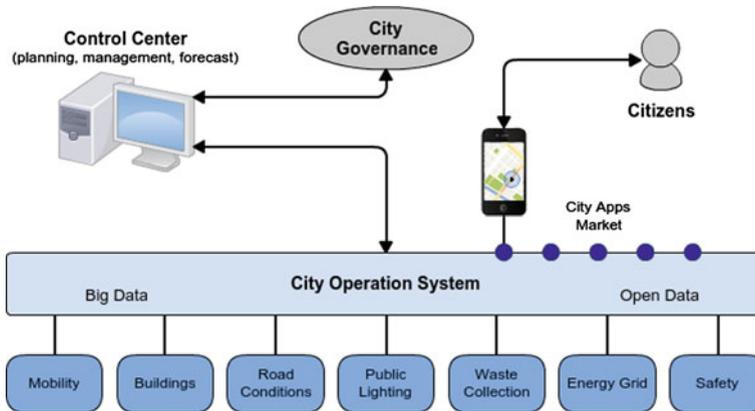 City
Governance
Control Center
(planning, management, forecast)
Citizens
City Apps
Market
City Operation System
Big Data
Open Data
Mobility
Buildings
Road
Conditions
Public
Lighting
Waste
Collection
Energy Grid
Safety